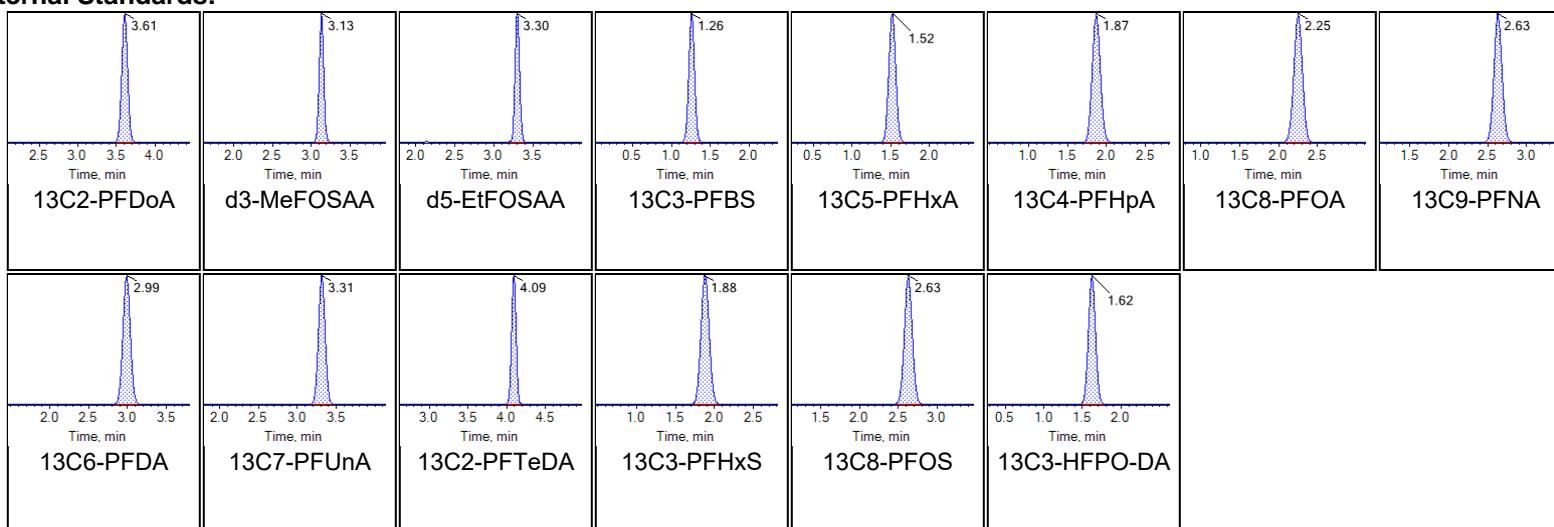 ternal Standards:
3.61 3.13 3.30 1.26 1.52 1.87 2.25 2.63
2.5 3.0 3.5 4.0 2.0 2.5 3.0 3.5 2.0 2.5 3.0 3.5 0.5 1.0 1.5 2.0 0.5 1.0 1.5 2.0 1.0 1.5 2.0 2.5 1.0 1.5 2.0 2.5 1.5 2.0 2.5 3.0
Time, min Time, min Time, min Time, min Time, min Time, min Time, min Time, min
13C2-PFDoA d3-MeFOSAA d5-EtFOSAA 13C3-PFBS 13C5-PFHxA 13C4-PFHpA 13C8-PFOA 13C9-PFNA
2.99 3.31 4.09 1.88 2.63 1.62
2.0 2.5 3.0 3.5 2.0 2.5 3.0 3.5 3.0 3.5 4.0 4.5 1.0 1.5 2.0 2.5 1.5 2.0 2.5 3.0 0.5 1.0 1.5 2.0
Time, min Time, min Time, min Time, min Time, min Time, min
13C6-PFDA 13C7-PFUnA 13C2-PFTeDA 13C3-PFHxS 13C8-PFOS 13C3-HFPO-DA